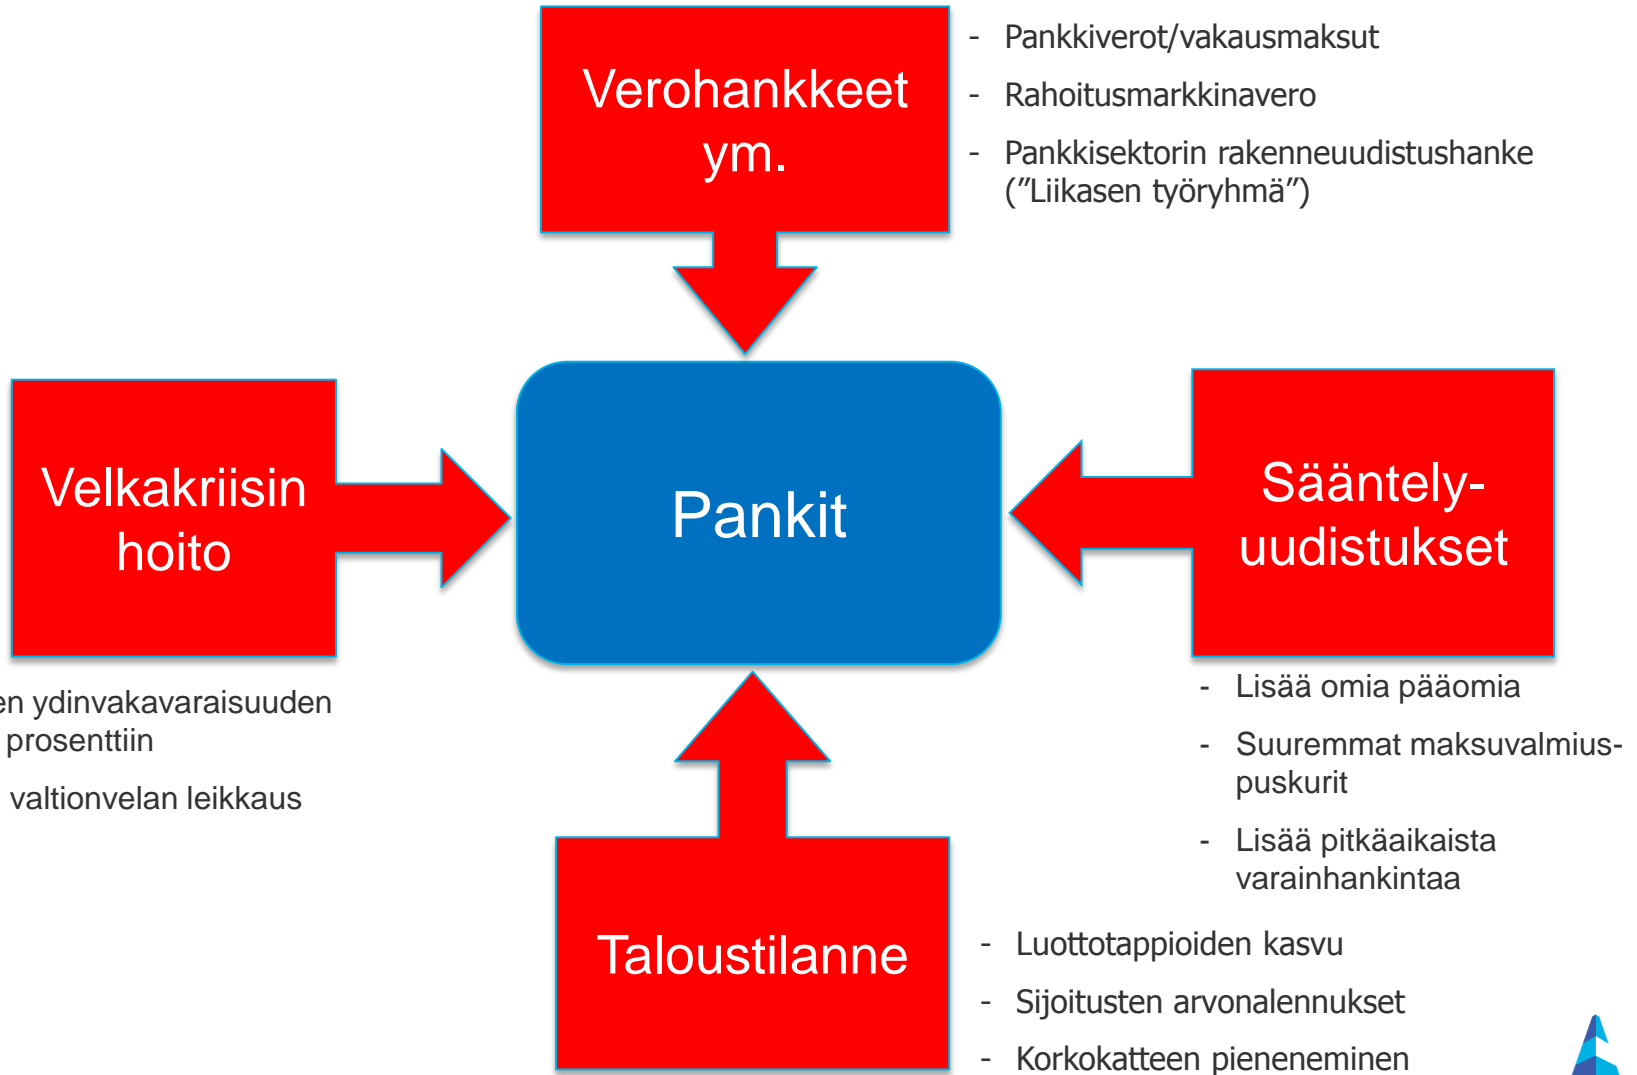 Verohankkeet
ym.
- Pankkiverot/vakausmaksut
- Rahoitusmarkkinavero
- Pankkisektorin rakenneuudistushanke
(”Liikasen työryhmä”)
Velkakriisin
hoito
Pankit
Sääntely-
uudistukset
en ydinvakavaraisuuden
prosenttiin
valtionvelan leikkaus
- Lisää omia pääomia
- Suuremmat maksuvalmius-
puskurit
- Lisää pitkäaikaista
varainhankintaa
Taloustilanne
- Luottotappioiden kasvu
- Sijoitusten arvonalennukset
- Korkokatteen pieneneminen